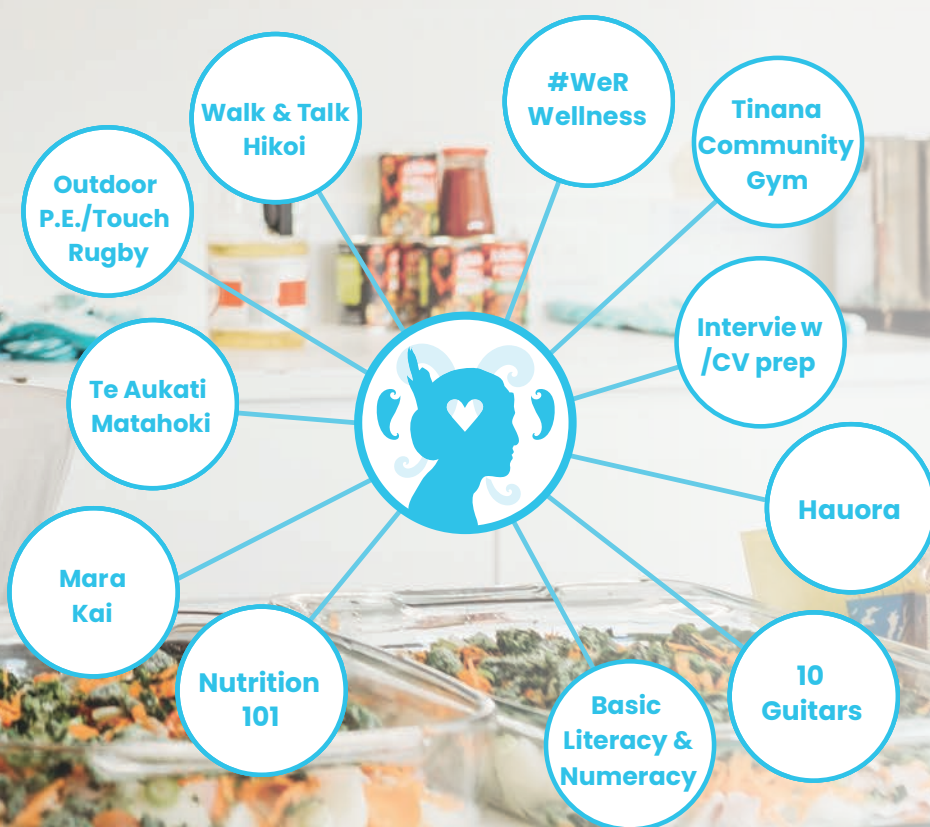 #WeR
Wellness
Walk & Talk
Hikoi
Tinana
Community
Gym
Outdoor
P.E./Touch
Rugby
Intervie w
/CV prep
Te Aukati
Matahoki
Hauora
Mara
Kai
Nutrition
101
10
Guitars
Basic
Literacy &
Numeracy